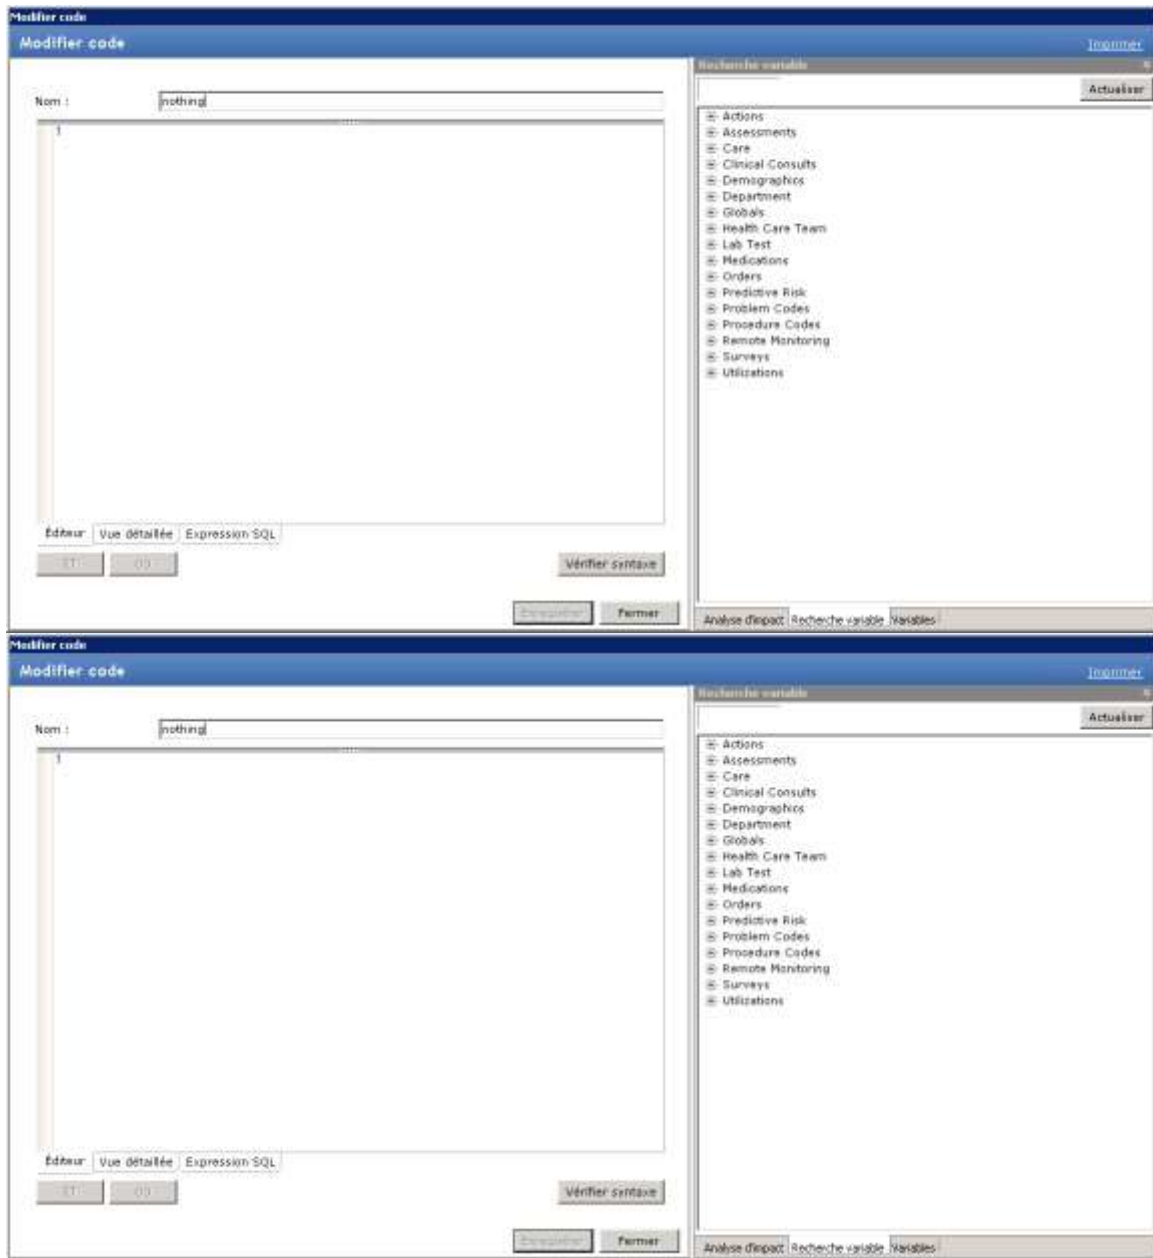 Modifier code
Modifier code
Imprimer
Recherche variable
Actualiser
Nom :
nothing
1
Actions
Assessments
Care
Clinical Consults
Demographics
Department
Globals
Health Care Team
Lab Test
Medications
Orders
Predictive Risk
Problem Codes
Procedure Codes
Remote Monitoring
Surveys
Utilizations
Éditeur Vue détaillée Expression SQL
ET OU Vérifier syntaxe
Enregistrer Fermer
Analyse d'impact Recherche variable Variables
Modifier code
Modifier code
Imprimer
Recherche variable
Actualiser
Nom :
nothing
1
Actions
Assessments
Care
Clinical Consults
Demographics
Department
Globals
Health Care Team
Lab Test
Medications
Orders
Predictive Risk
Problem Codes
Procedure Codes
Remote Monitoring
Surveys
Utilizations
Éditeur Vue détaillée Expression SQL
ET OU Vérifier syntaxe
Enregistrer Fermer
Analyse d'impact Recherche variable Variables